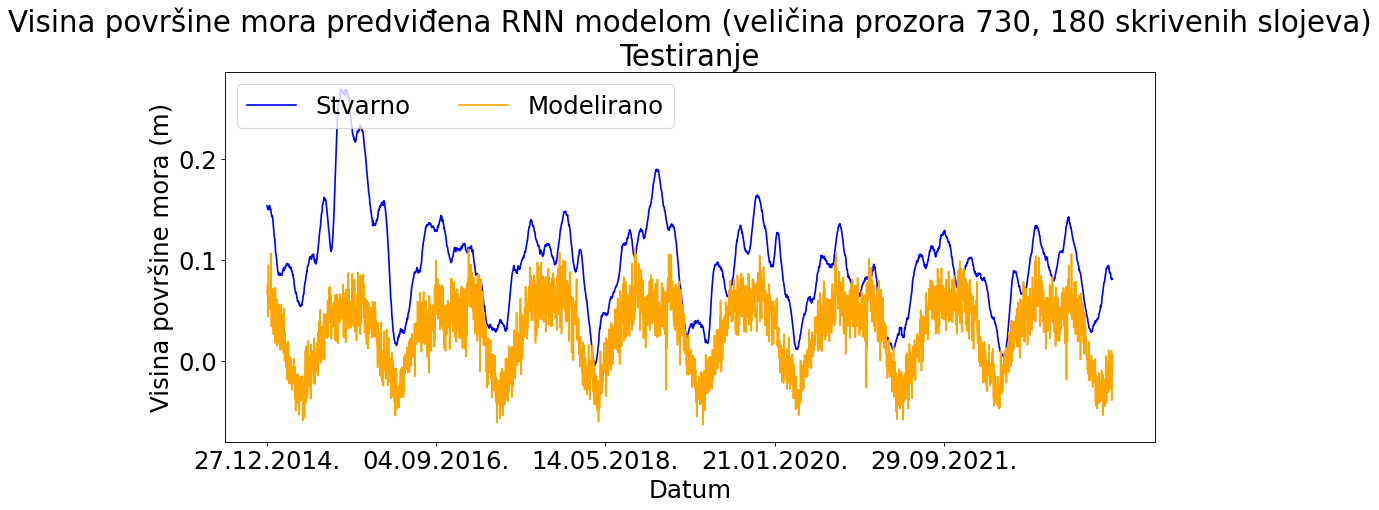 Visina površine mora predviđena RNN modelom (veličina prozora 730, 180 skrivenih slojeva)
Testiranje
Stvarno
Modelirano
Visina površine mora (m)
0.2
0.1
0.0
27.12.2014.
04.09.2016.
14.05.2018.
21.01.2020.
29.09.2021.
Datum